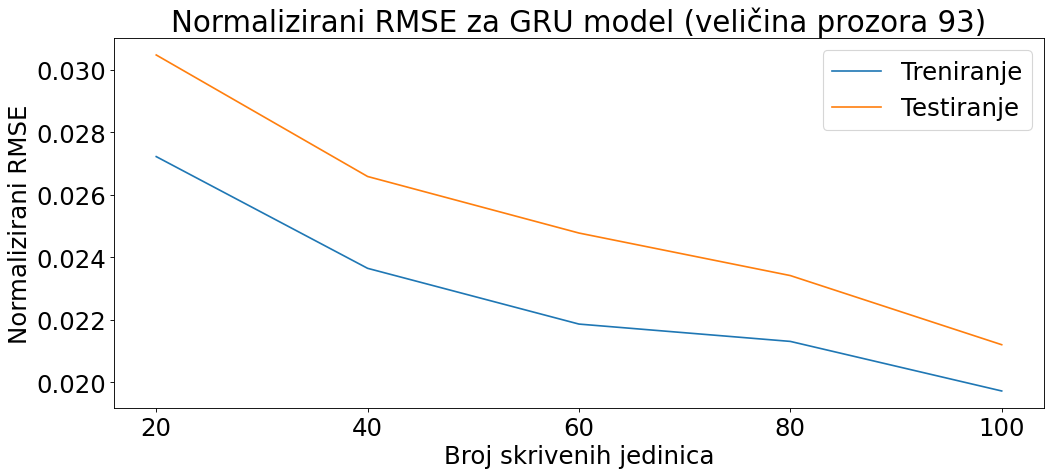 Normalizirani RMSE za GRU model (veličina prozora 93)
Treniranje
Testiranje
Normalizirani RMSE
0.030
0.028
0.026
0.024
0.022
0.020
20 40 60 80 100
Broj skrivenih jedinica